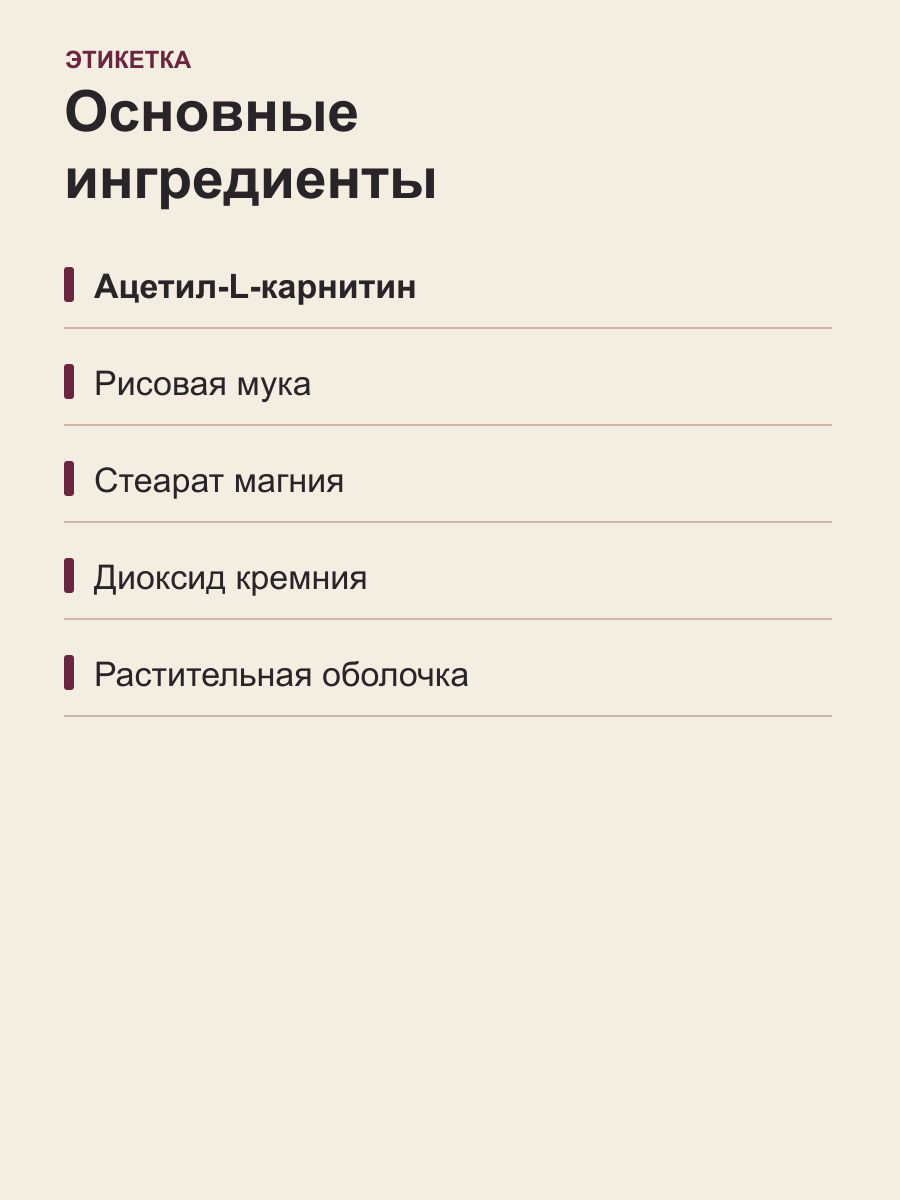 ЭТИКЕТКА
Основные
ингредиенты
Ацетил-L-карнитин
Рисовая мука
Стеарат магния
Диоксид кремния
Растительная оболочка